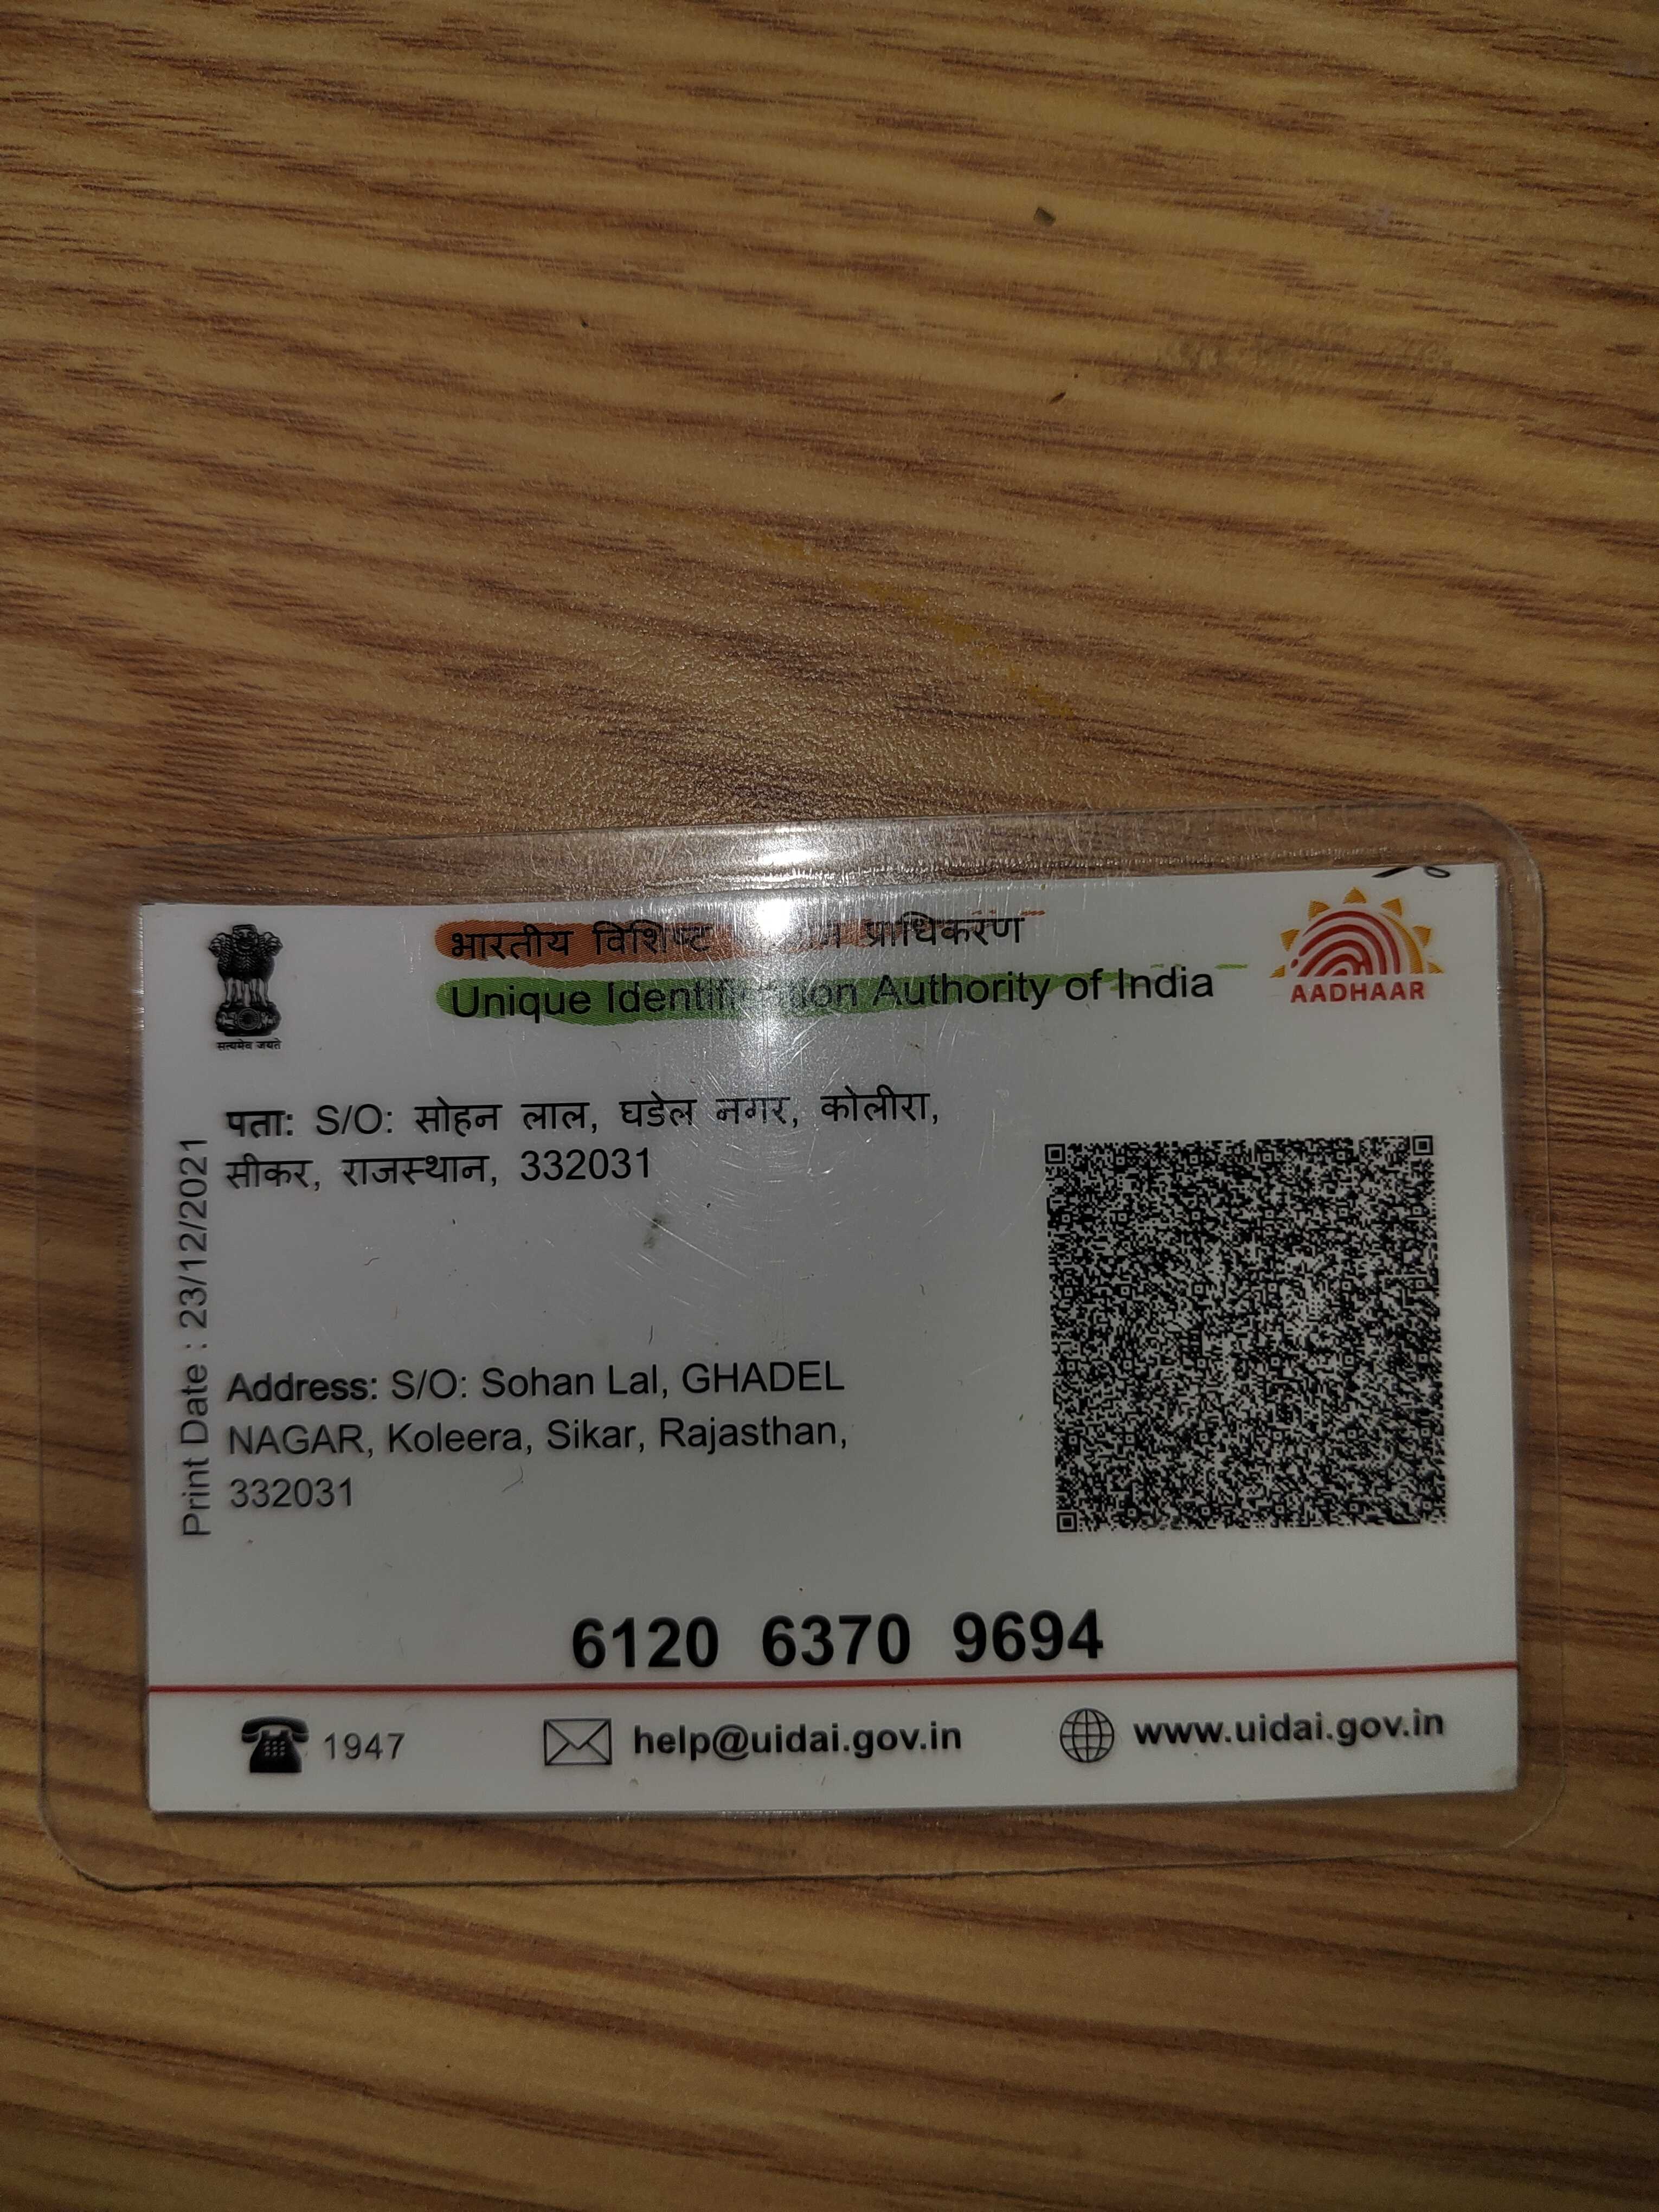 भारतीय विशिष्ट प्राधिकरण
Unique Identification Authority of India
AADHAAR
सत्यमेव जयते
पता: S/O: सोहन लाल, घडेल नगर, कोलीरा,
सीकर, राजस्थान, 332031
Print Date : 23/12/2021
Address: S/O: Sohan Lal, GHADEL
NAGAR, Koleera, Sikar, Rajasthan,
332031
6120 6370 9694
1947
help@uidai.gov.in
www.uidai.gov.in